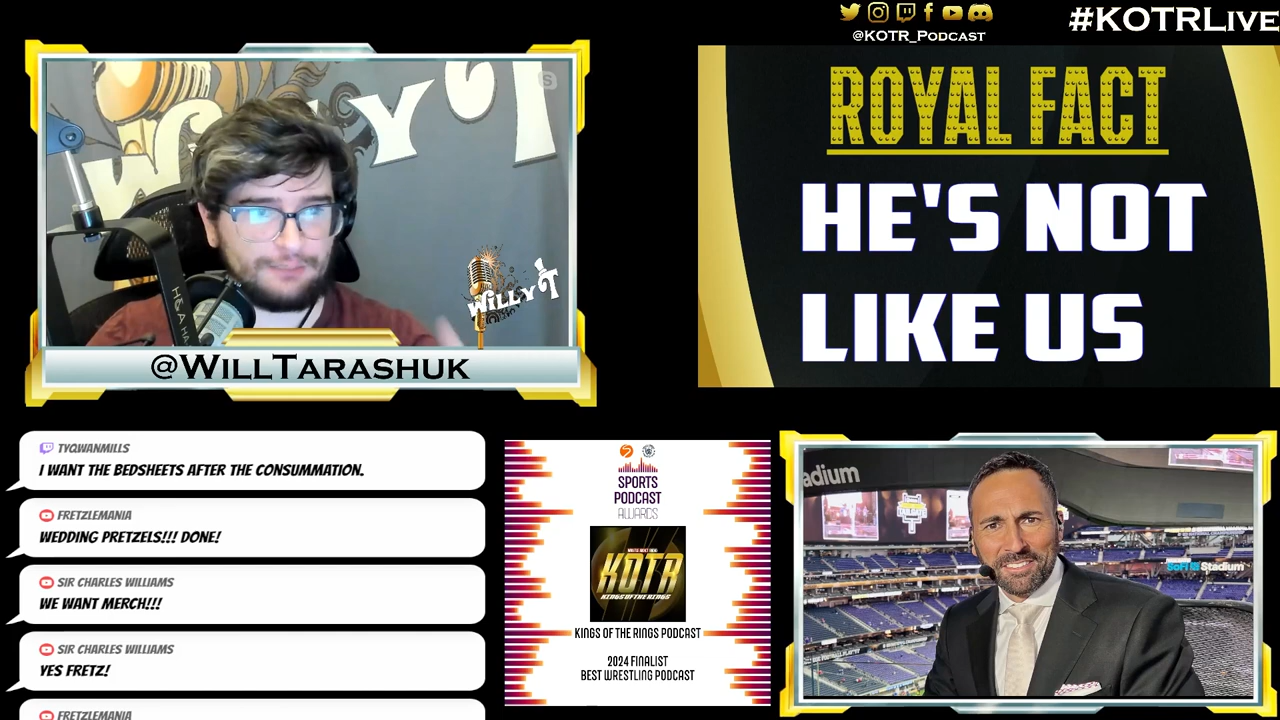 #KOTRLive
@KOTR_Podcast
ROYAL FACT
HE'S NOT
LIKE US
WILLY T
S
WILLY T
@WILLTARASHUK
TYQWANMILLS
I WANT THE BEDSHEETS AFTER THE CONSUMMATION.
FRETZLEMANIA
WEDDING PRETZELS!!! DONE!
SIR CHARLES WILLIAMS
WE WANT MERCH!!!
SIR CHARLES WILLIAMS
YES FRETZ!
FRETZLEMANIA
SPORTS
PODCAST
AWARDS
KOTR
KINGS OF THE RINGS
KINGS OF THE RINGS PODCAST
2024 FINALIST
BEST WRESTLING PODCAST
adium
SoFi Stadium